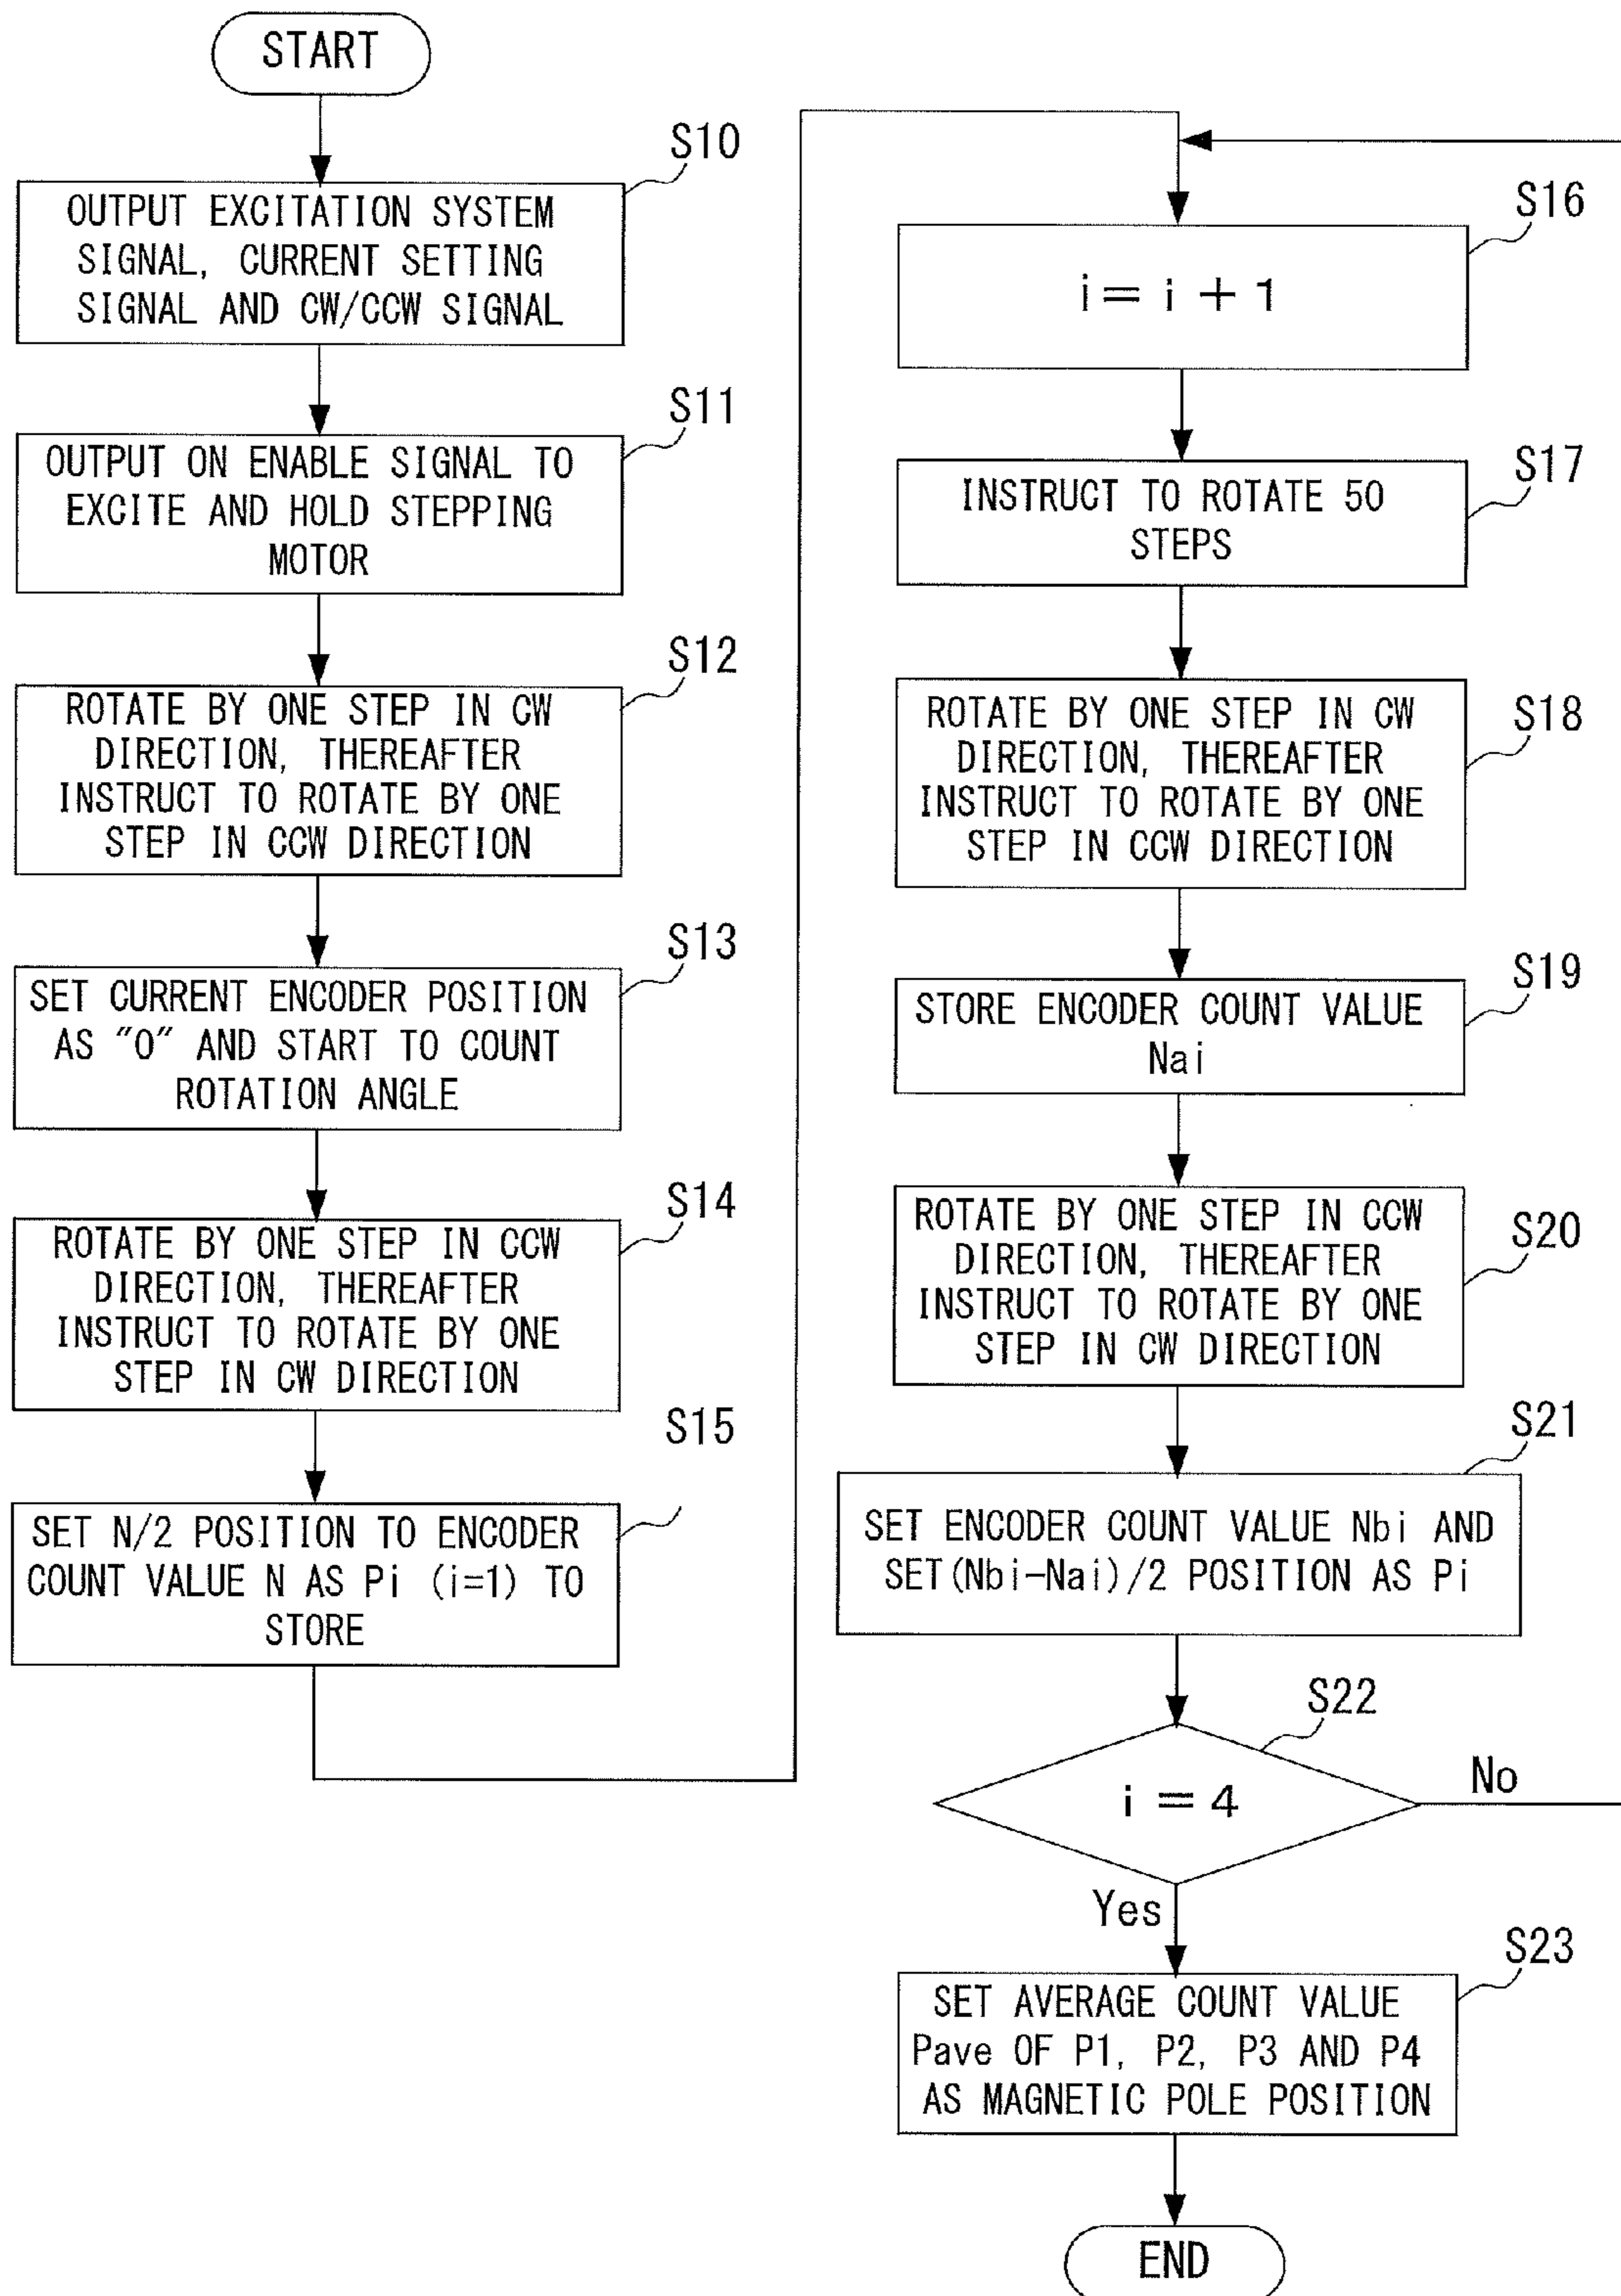 START
S10
OUTPUT EXCITATION SYSTEM
SIGNAL, CURRENT SETTING
SIGNAL AND CW/CCW SIGNAL
S11
OUTPUT ON ENABLE SIGNAL TO
EXCITE AND HOLD STEPPING
MOTOR
S12
ROTATE BY ONE STEP IN CW
DIRECTION, THEREAFTER
INSTRUCT TO ROTATE BY ONE
STEP IN CCW DIRECTION
S13
SET CURRENT ENCODER POSITION
AS "0" AND START TO COUNT
ROTATION ANGLE
S14
ROTATE BY ONE STEP IN CCW
DIRECTION, THEREAFTER
INSTRUCT TO ROTATE BY ONE
STEP IN CW DIRECTION
S15
SET N/2 POSITION TO ENCODER
COUNT VALUE N AS Pi (i=1) TO
STORE
S16
i = i + 1
S17
INSTRUCT TO ROTATE 50
STEPS
S18
ROTATE BY ONE STEP IN CW
DIRECTION, THEREAFTER
INSTRUCT TO ROTATE BY ONE
STEP IN CCW DIRECTION
S19
STORE ENCODER COUNT VALUE
Nai
S20
ROTATE BY ONE STEP IN CCW
DIRECTION, THEREAFTER
INSTRUCT TO ROTATE BY ONE
STEP IN CW DIRECTION
S21
SET ENCODER COUNT VALUE Nbi AND
SET(Nbi-Nai)/2 POSITION AS Pi
S22
i = 4
No
Yes
S23
SET AVERAGE COUNT VALUE
Pave OF P1, P2, P3 AND P4
AS MAGNETIC POLE POSITION
END